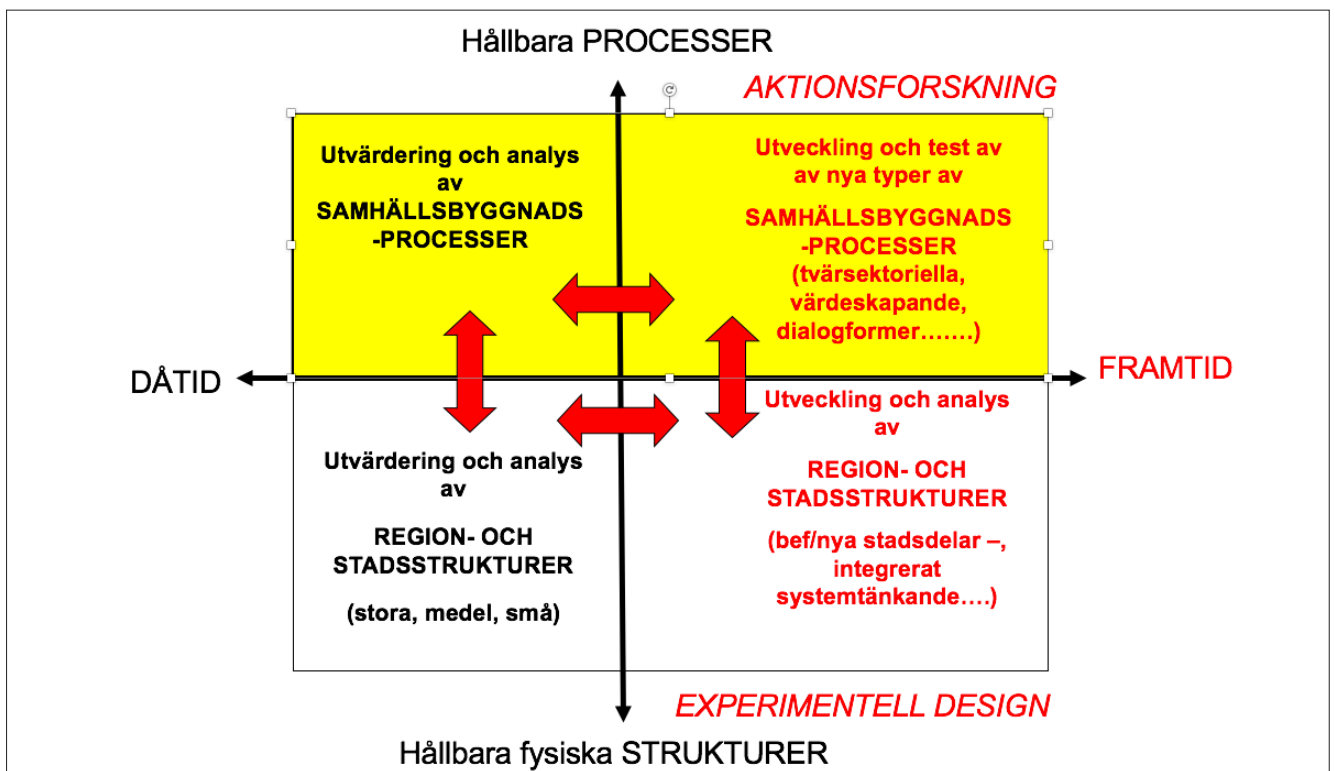 Hållbara PROCESSER
AKTIONSFORSKNING
Utvärdering och analys
av
SAMHÄLLSBYGGNADS
-PROCESSER
Utveckling och test av
av nya typer av
SAMHÄLLSBYGGNADS
-PROCESSER
(tvärsektoriella,
värdeskapande,
dialogformer…….)
DÅTID
FRAMTID
Utvärdering och analys
av
REGION- OCH
STADSSTRUKTURER
(stora, medel, små)
Utveckling och analys
av
REGION- OCH
STADSSTRUKTURER
(bef/nya stadsdelar –,
integrerat
systemtänkande….)
EXPERIMENTELL DESIGN
Hållbara fysiska STRUKTURER